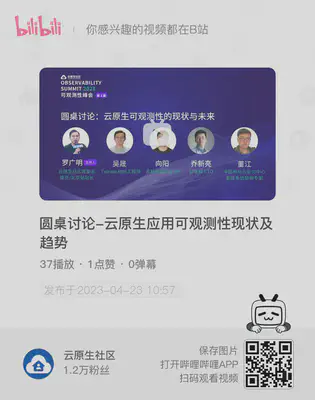 bilibili
你感兴趣的视频都在B站
OBSERVABILITY
SUMMIT 2023
可观测性峰会
圆桌讨论：云原生可观测性的现状与未来
罗广明
吴晟
向阳
乔新亮
董江
圆桌讨论-云原生应用可观测性现状及
趋势
37播放 · 1点赞 · 0弹幕
发布于2023-04-23 10:57
云原生社区
1.2万粉丝
保存图片
打开哔哩哔哩APP
扫码观看视频